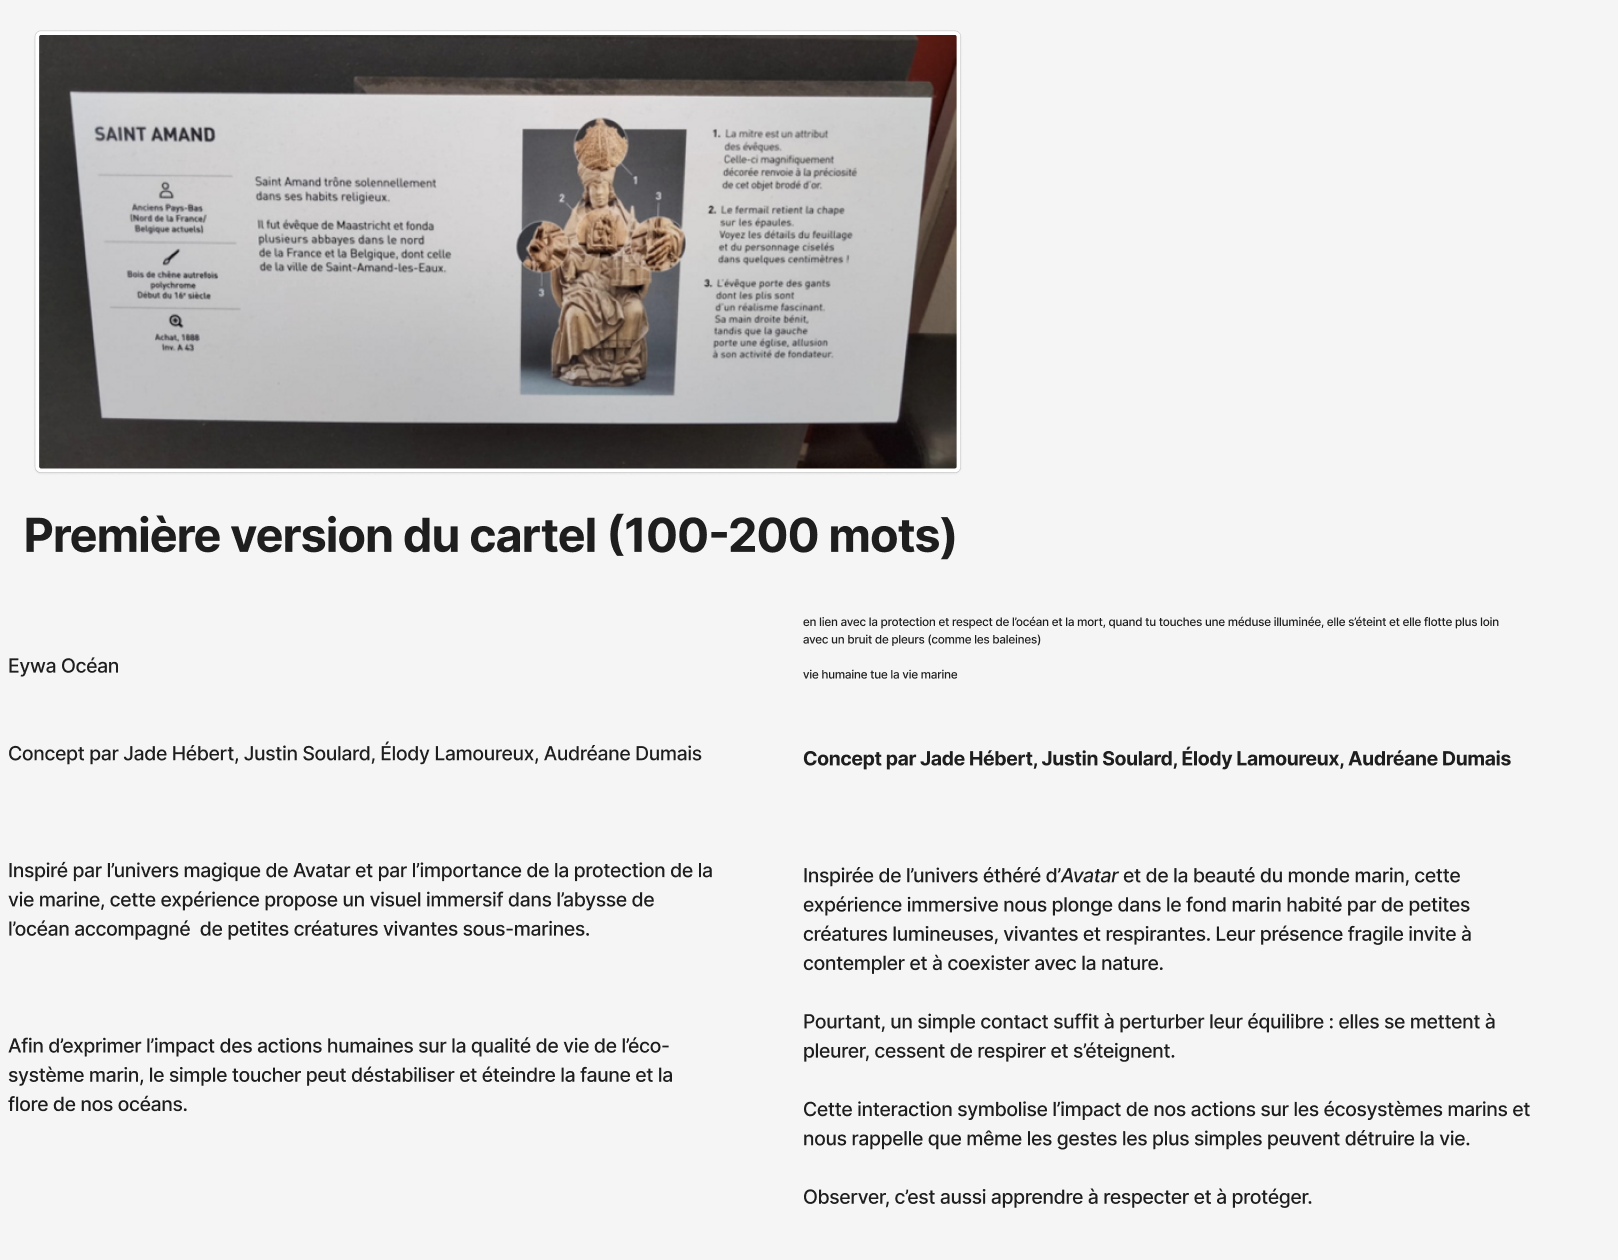 SAINT AMAND
Anciens Pays-Bas
(Nord de la France/
Belgique actuels)
Bois de chêne autrefois
polychrome
Début du 16e siècle
Achat, 1888
Inv. A 43
Saint Amand trône solennellement
dans ses habits religieux.
Il fut évêque de Maastricht et fonda
plusieurs abbayes dans le nord
de la France et la Belgique, dont celle
de la ville de Saint-Amand-les-Eaux.
1
2
3
3
1. La mitre est un attribut
des évêques.
Celle-ci magnifiquement
décorée renvoie à la préciosité
de cet objet brodé d'or.
2. Le fermail retient la chape
sur les épaules.
Voyez les détails du feuillage
et du personnage ciselés
dans quelques centimètres !
3. L'évêque porte des gants
dont les plis sont
d'un réalisme fascinant.
Sa main droite bénit,
tandis que la gauche
porte une église, allusion
à son activité de fondateur.
Première version du cartel (100-200 mots)
Eywa Océan
Concept par Jade Hébert, Justin Soulard, Élody Lamoureux, Audréane Dumais
Inspiré par l’univers magique de Avatar et par l’importance de la protection de la
vie marine, cette expérience propose un visuel immersif dans l’abysse de
l’océan accompagné  de petites créatures vivantes sous-marines.
Afin d’exprimer l’impact des actions humaines sur la qualité de vie de l’éco-
système marin, le simple toucher peut déstabiliser et éteindre la faune et la
flore de nos océans.
en lien avec la protection et respect de l’océan et la mort, quand tu touches une méduse illuminée, elle s’éteint et elle flotte plus loin
avec un bruit de pleurs (comme les baleines)
vie humaine tue la vie marine
Concept par Jade Hébert, Justin Soulard, Élody Lamoureux, Audréane Dumais
Inspirée de l’univers éthéré d’Avatar et de la beauté du monde marin, cette
expérience immersive nous plonge dans le fond marin habité par de petites
créatures lumineuses, vivantes et respirantes. Leur présence fragile invite à
contempler et à coexister avec la nature.
Pourtant, un simple contact suffit à perturber leur équilibre : elles se mettent à
pleurer, cessent de respirer et s’éteignent.
Cette interaction symbolise l’impact de nos actions sur les écosystèmes marins et
nous rappelle que même les gestes les plus simples peuvent détruire la vie.
Observer, c’est aussi apprendre à respecter et à protéger.